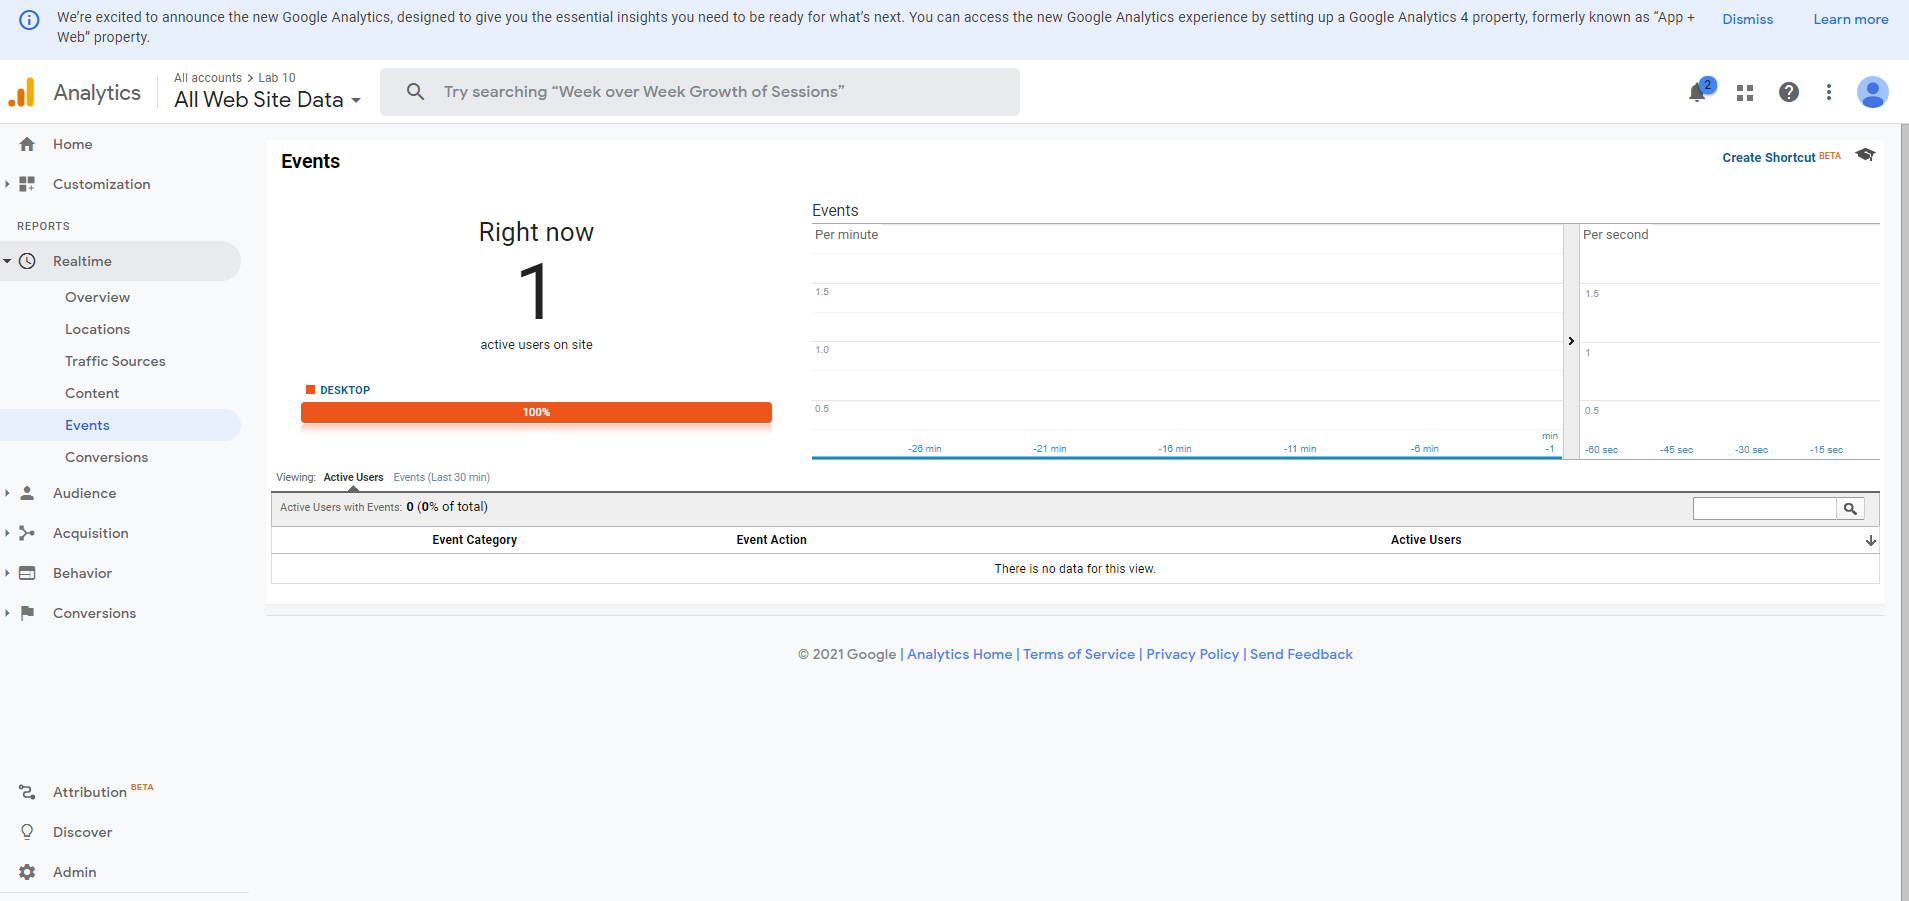 We’re excited to announce the new Google Analytics, designed to give you the essential insights you need to be ready for what’s next. You can access the new Google Analytics experience by setting up a Google Analytics 4 property, formerly known as “App +
Web” property.
Dismiss
Learn more
Analytics
All accounts > Lab 10
All Web Site Data
Try searching “Week over Week Growth of Sessions”
2
Home
Customization
REPORTS
Realtime
Overview
Locations
Traffic Sources
Content
Events
Conversions
Audience
Acquisition
Behavior
Conversions
Attribution BETA
Discover
Admin
Events
Create Shortcut BETA
Right now
1
active users on site
DESKTOP
100%
Events
Per minute
1.5
1.0
0.5
-26 min
-21 min
-16 min
-11 min
-6 min
min
-1
Per second
1.5
1
0.5
-60 sec
-45 sec
-30 sec
-15 sec
Viewing: Active Users Events (Last 30 min)
Active Users with Events: 0 (0% of total)
Event Category Event Action Active Users
There is no data for this view.
© 2021 Google | Analytics Home | Terms of Service | Privacy Policy | Send Feedback